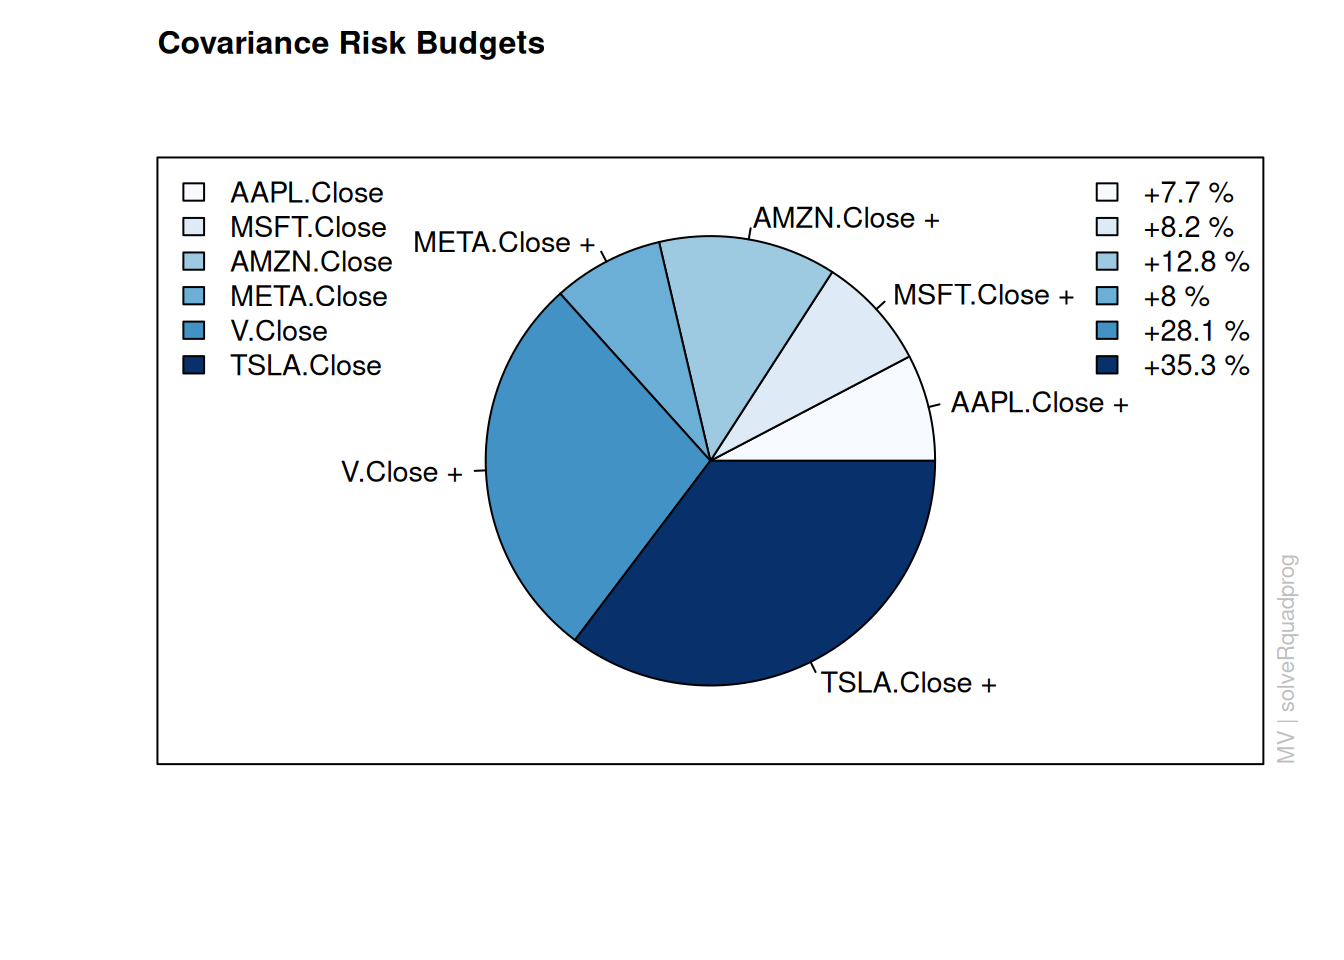 Covariance Risk Budgets
AAPL.Close
MSFT.Close
AMZN.Close
META.Close
V.Close
TSLA.Close
+7.7 %
+8.2 %
+12.8 %
+8 %
+28.1 %
+35.3 %
AMZN.Close +
META.Close +
MSFT.Close +
AAPL.Close +
V.Close +
TSLA.Close +
MV | solveRquadprog